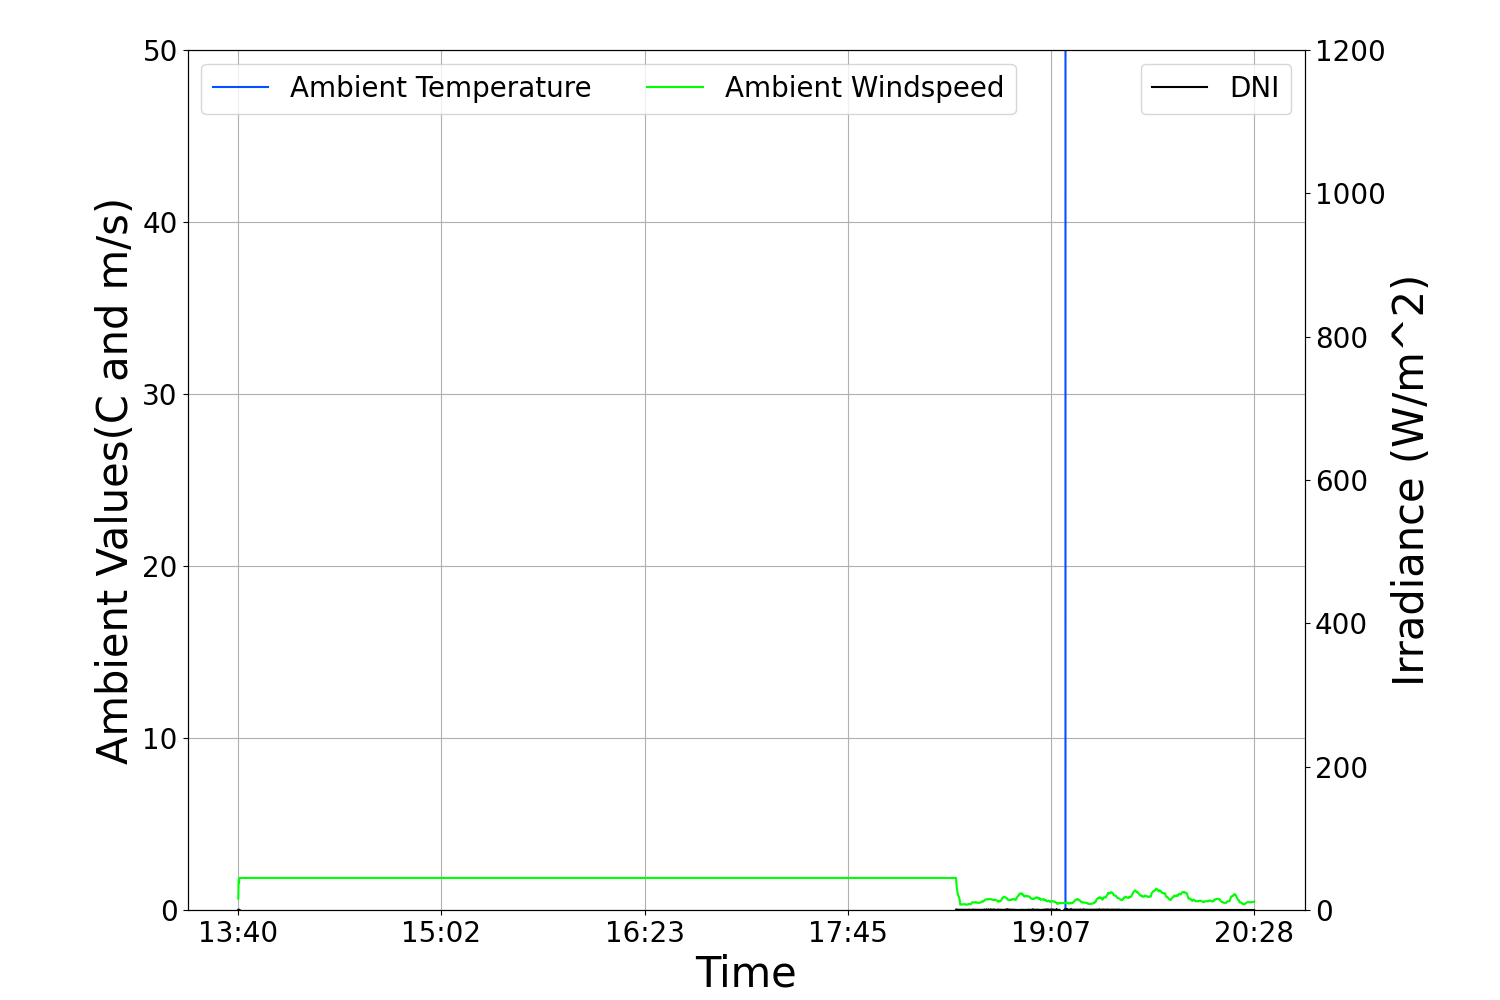 Ambient Temperature Ambient Windspeed DNI
Ambient Values(C and m/s)
50
40
30
20
10
0
1200
1000
800
600
400
200
0
Irradiance (W/m^2)
13:40 15:02 16:23 17:45 19:07 20:28
Time